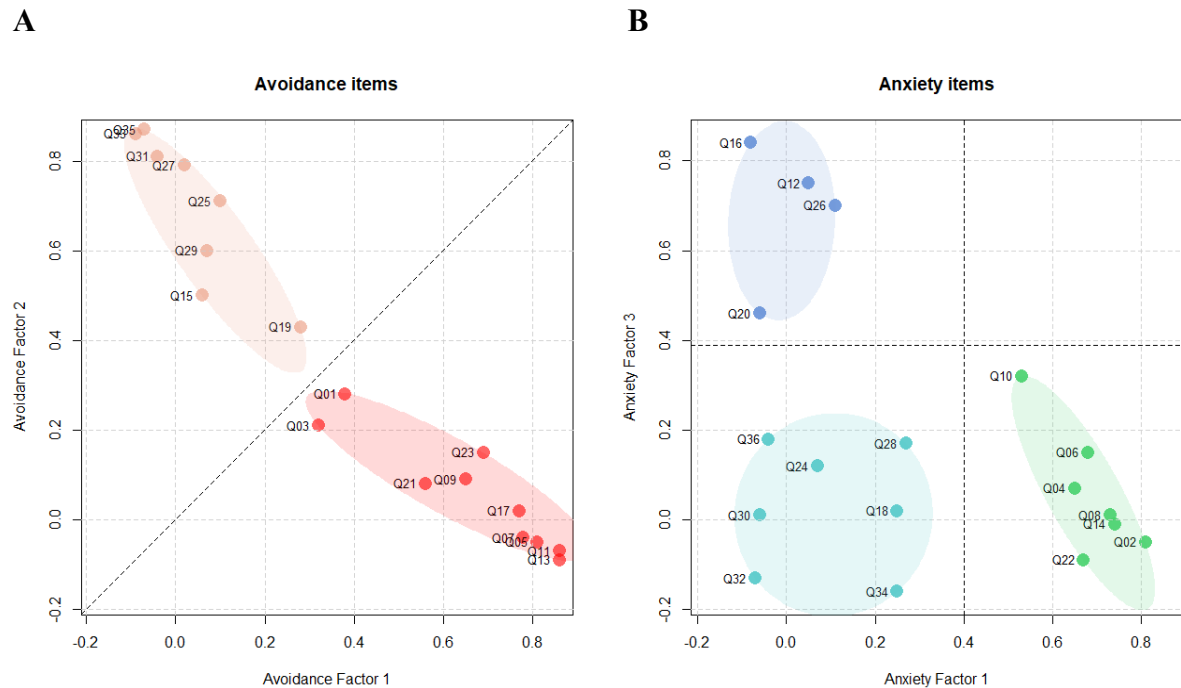 A
B
Avoidance items
Anxiety items
Avoidance Factor 2
0.8
0.6
0.4
0.2
0.0
-0.2
Q35
Q33
Q31
Q27
Q25
Q29
Q15
Q19
Q01
Q03
Q23
Q21
Q09
Q17
Q07
Q05
Q11
Q13
-0.2 0.0 0.2 0.4 0.6 0.8
Avoidance Factor 1
Anxiety Factor 3
0.8
0.6
0.4
0.2
0.0
-0.2
Q16
Q12
Q26
Q20
Q10
Q36
Q28
Q24
Q06
Q04
Q30
Q18
Q08
Q14
Q02
Q32
Q22
Q34
-0.2 0.0 0.2 0.4 0.6 0.8
Anxiety Factor 1